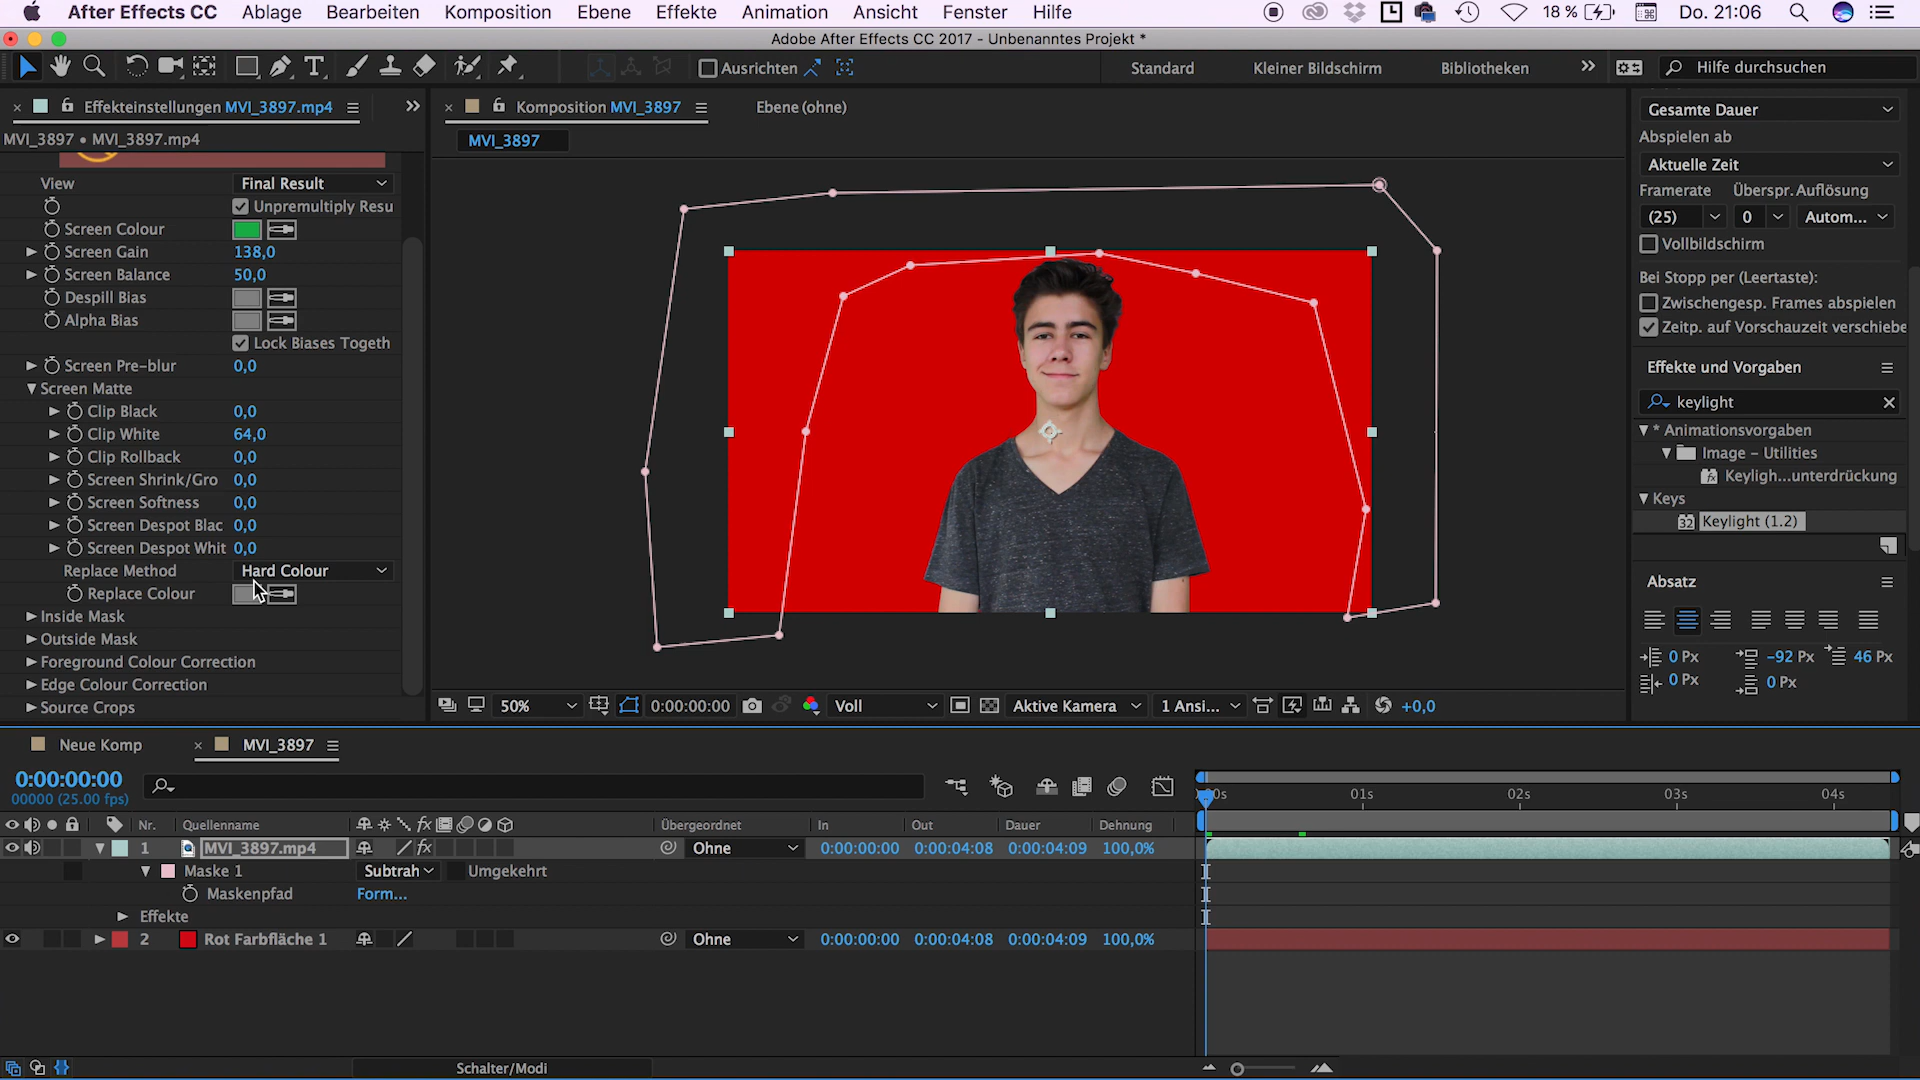 After Effects CC Ablage Bearbeiten Komposition Ebene Effekte Animation Ansicht Fenster Hilfe 18 % Do. 21:06
Adobe After Effects CC 2017 - Unbenanntes Projekt *
Ausrichten Standard Kleiner Bildschirm Bibliotheken Hilfe durchsuchen
Effekteinstellungen MVI_3897.mp4
MVI_3897 • MVI_3897.mp4
View Final Result
Unpremultiply Resu
Screen Colour
Screen Gain 138,0
Screen Balance 50,0
Despill Bias
Alpha Bias
Lock Biases Togeth
Screen Pre-blur 0,0
Screen Matte
Clip Black 0,0
Clip White 64,0
Clip Rollback 0,0
Screen Shrink/Gro 0,0
Screen Softness 0,0
Screen Despot Blac 0,0
Screen Despot Whit 0,0
Replace Method Hard Colour
Replace Colour
Inside Mask
Outside Mask
Foreground Colour Correction
Edge Colour Correction
Source Crops
Komposition MVI_3897 Ebene (ohne)
MVI_3897
50% 0:00:00:00 Voll Aktive Kamera 1 Ansi... +0,0
Gesamte Dauer
Abspielen ab
Aktuelle Zeit
Framerate Überspr. Auflösung
(25) 0 Autom...
Vollbildschirm
Bei Stopp per (Leertaste):
Zwischengesp. Frames abspielen
Zeitp. auf Vorschauzeit verschiebe
Effekte und Vorgaben
keylight
* Animationsvorgaben
Image – Utilities
Keyligh...unterdrückung
Keys
32 Keylight (1.2)
Absatz
0 Px -92 Px 46 Px
0 Px 0 Px
Neue Komp MVI_3897
0:00:00:00
00000 (25.00 fps)
00s 01s 02s 03s 04s
Nr. Quellenname fx Übergeordnet In Out Dauer Dehnung
1 MVI_3897.mp4 fx Ohne 0:00:00:00 0:00:04:08 0:00:04:09 100,0%
Maske 1 Subtrah Umgekehrt
Maskenpfad Form...
Effekte
2 Rot Farbfläche 1 Ohne 0:00:00:00 0:00:04:08 0:00:04:09 100,0%
Schalter/Modi